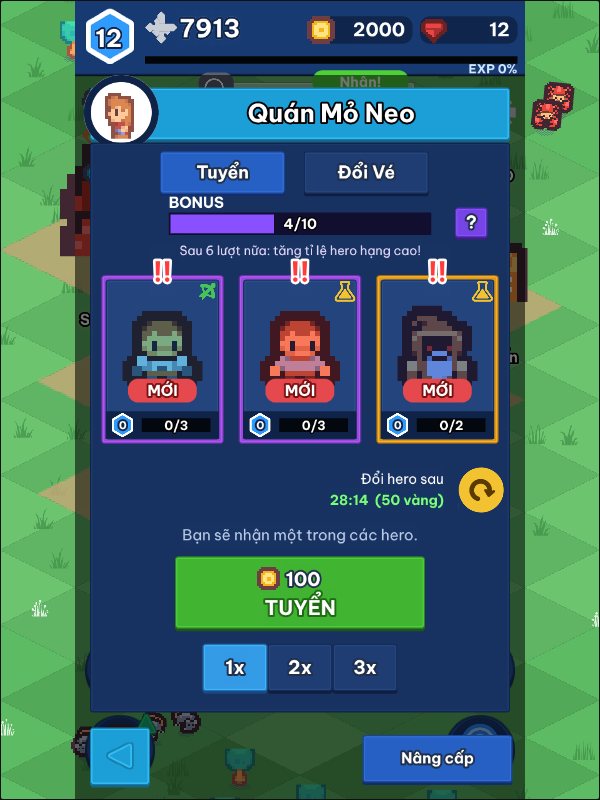 12
7913
2000
12
EXP 0%
Nhận!
Quán Mỏ Neo
Tuyển
Đổi Vé
BONUS
4/10
?
Sau 6 lượt nữa: tăng tỉ lệ hero hạng cao!
!! !! !!
MỚI MỚI MỚI
0 0/3 0 0/3 0 0/2
Đổi hero sau
28:14 (50 vàng)
Bạn sẽ nhận một trong các hero.
100
TUYỂN
1x 2x 3x
Nâng cấp